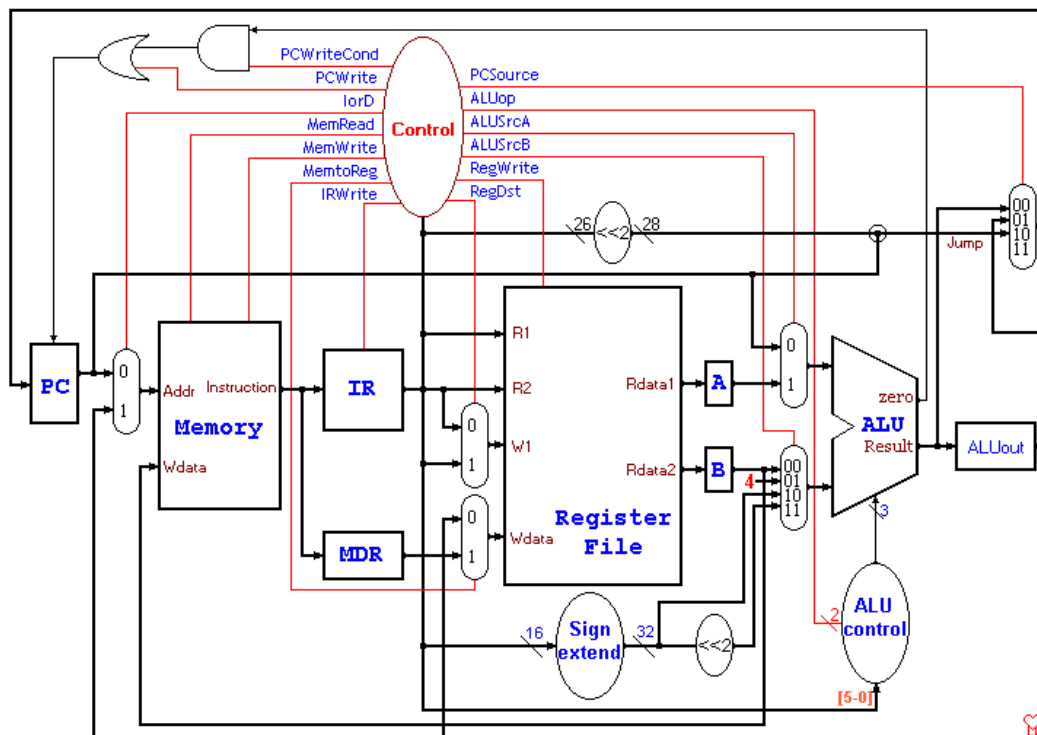 PCWriteCond
PCWrite
IorD
MemRead
MemWrite
MemtoReg
IRWrite
Control
PCSource
ALUop
ALUSrcA
ALUSrcB
RegWrite
RegDst
26
<<2
28
Jump
00
01
10
11
PC
0
1
Addr
Instruction
Memory
Wdata
IR
MDR
0
1
0
1
R1
R2
W1
Wdata
Rdata1
Rdata2
Register
File
A
B
0
1
4
00
01
10
11
zero
ALU
Result
ALUout
3
16
Sign
extend
32
<<2
2
ALU
control
[5-0]
M